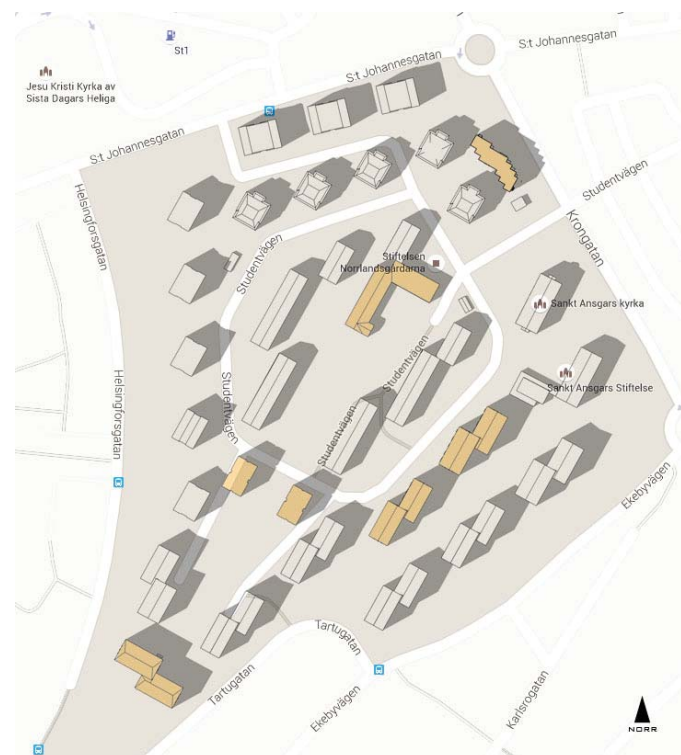 St1
S:t Johannesgatan
Jesu Kristi Kyrka av
Sista Dagars Heliga
S:t Johannesgatan
S:t Johannesgatan
Helsingforsgatan
Studentvägen
Krongatan
Studentvägen
Stiftelsen
Norrlandsgårdarna
Sankt Ansgars kyrka
Helsingforsgatan
Studentvägen
Studentvägen
Studentvägen
Sankt Ansgars Stiftelse
Ekebyvägen
Tartugatan
Tartugatan
Ekebyvägen
Karlsrogatan
NORR